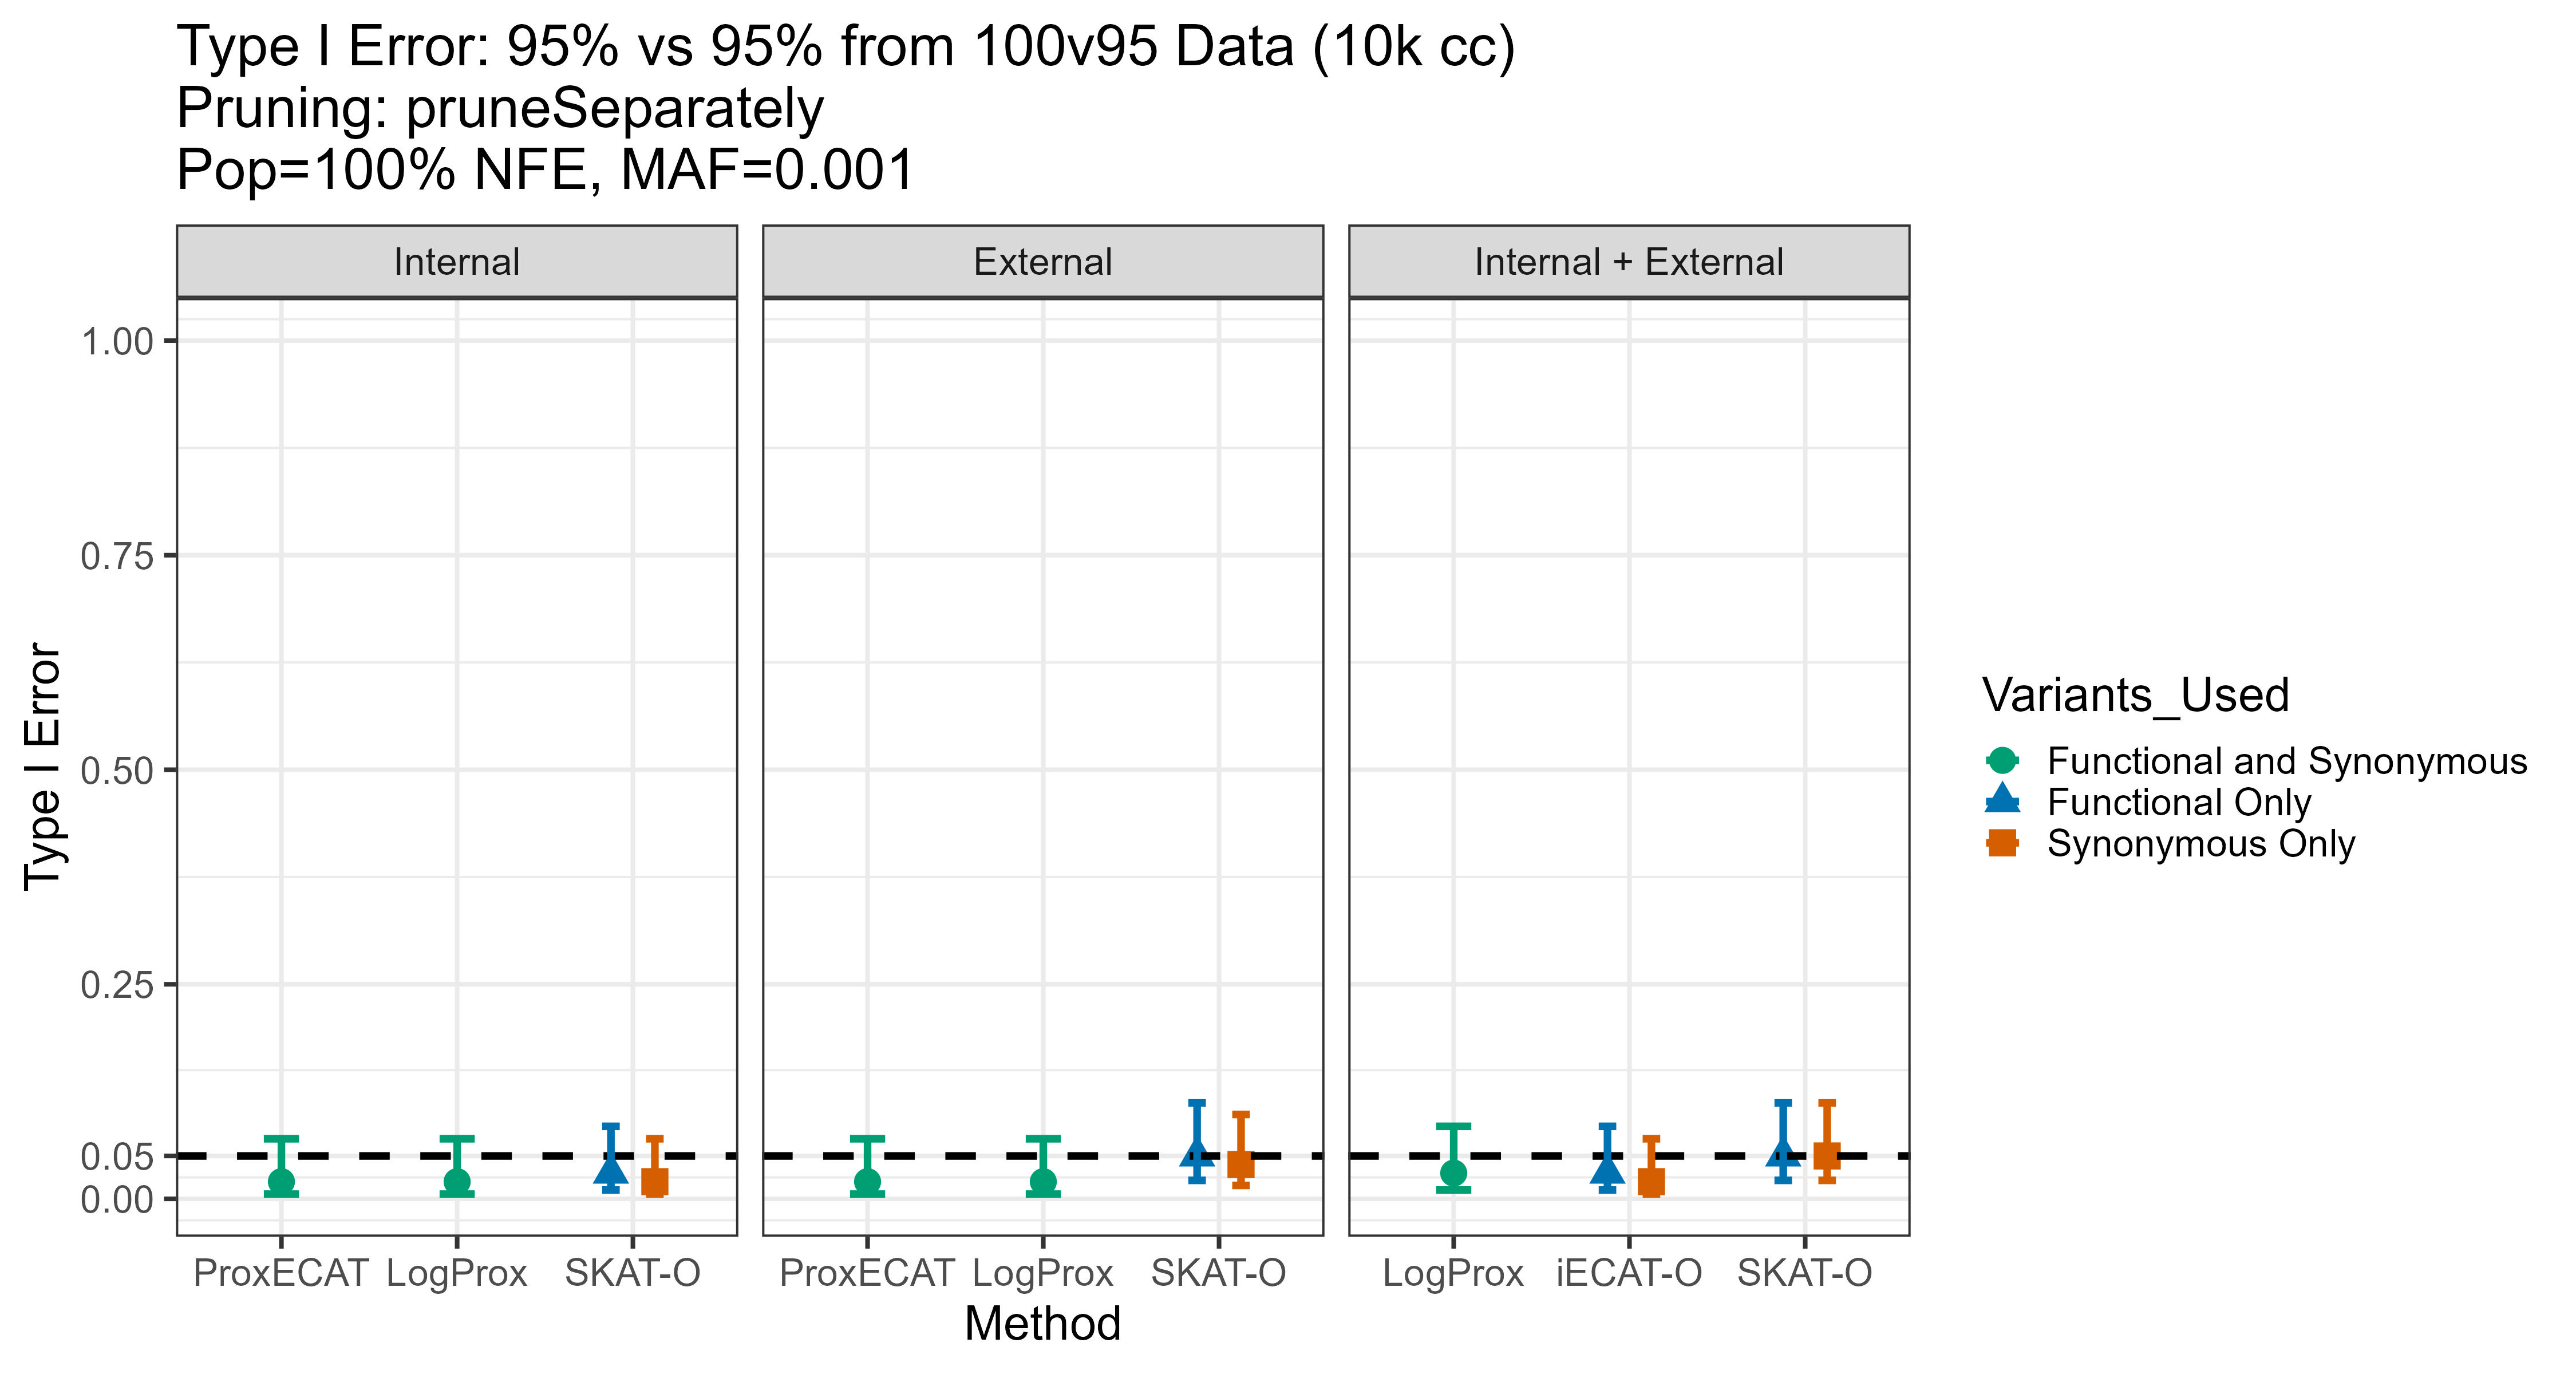 Type I Error: 95% vs 95% from 100v95 Data (10k cc)
Pruning: pruneSeparately
Pop=100% NFE, MAF=0.001
Internal
External
Internal + External
Type I Error
1.00
0.75
0.50
0.25
0.05
0.00
ProxECAT LogProx SKAT-O
ProxECAT LogProx SKAT-O
LogProx iECAT-O SKAT-O
Method
Variants_Used
Functional and Synonymous
Functional Only
Synonymous Only